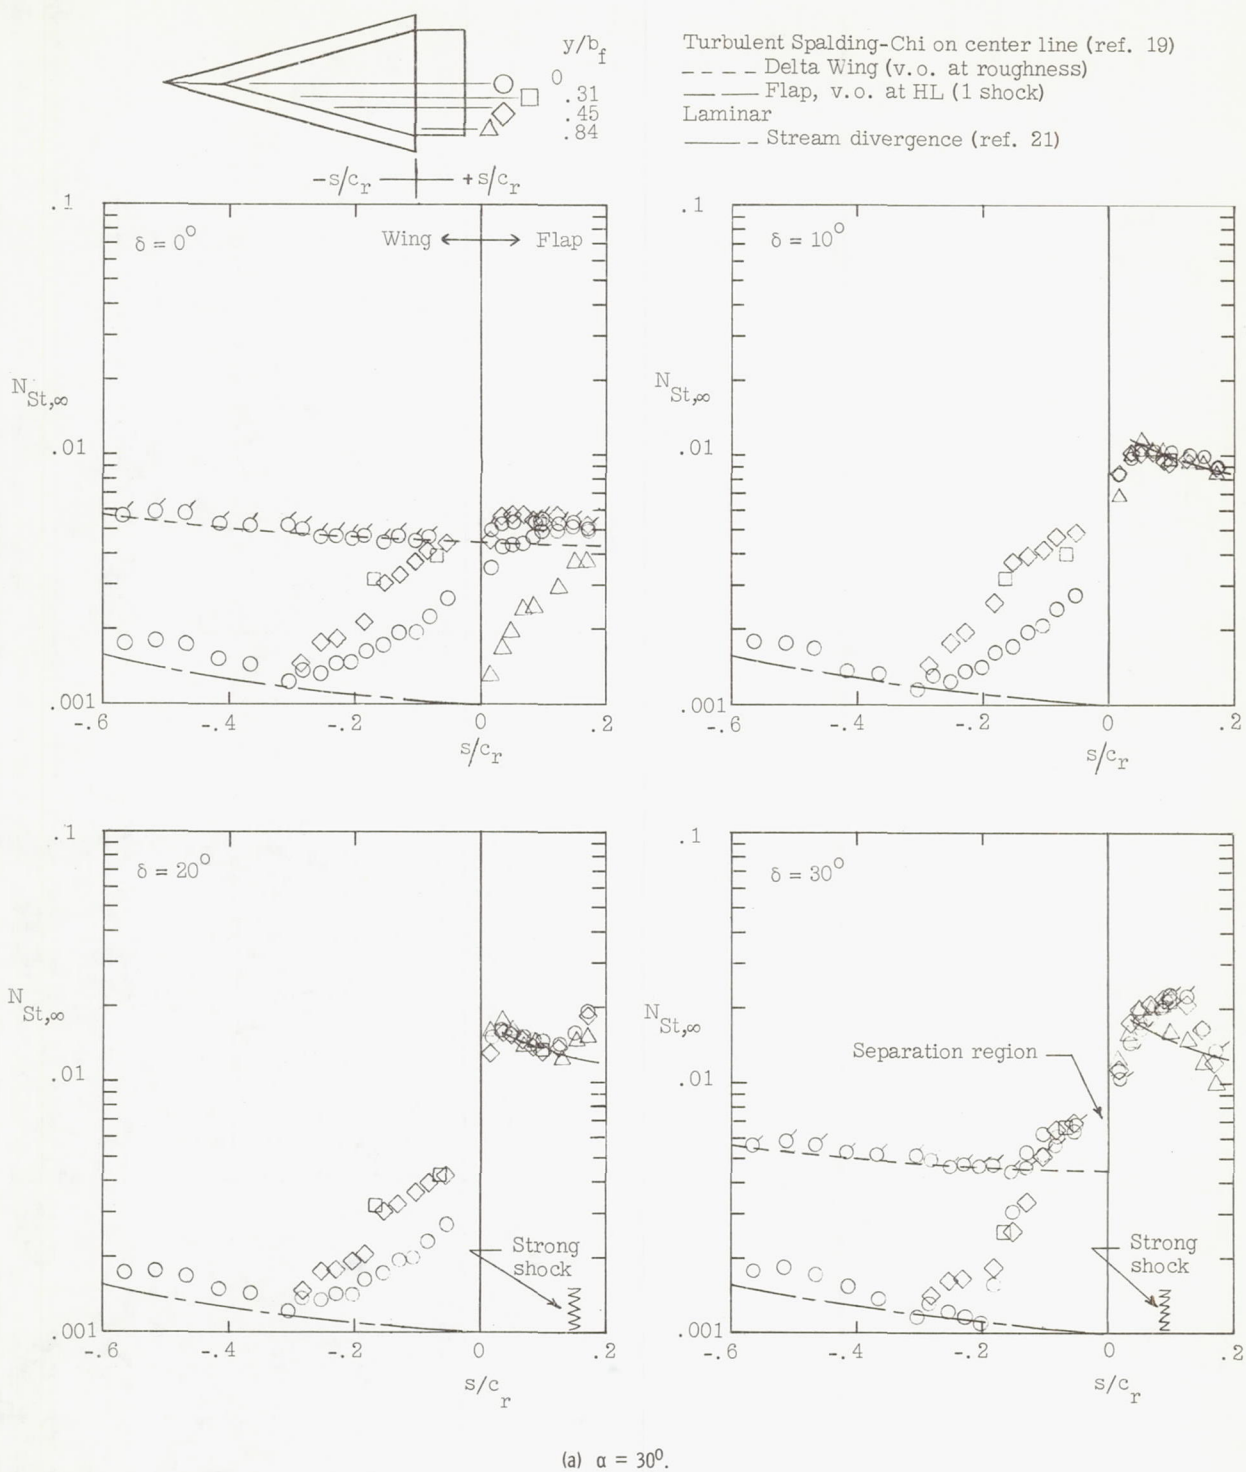 y/b_f
0
.31
.45
.84
Turbulent Spalding-Chi on center line (ref. 19)
Delta Wing (v.o. at roughness)
Flap, v.o. at HL (1 shock)
Laminar
Stream divergence (ref. 21)
-s/c_r +s/c_r
.1
δ = 0°
Wing Flap
N_St,∞
.01
.001
-.6 -.4 -.2 0 .2
s/c_r
.1
δ = 10°
N_St,∞
.01
.001
-.6 -.4 -.2 0 .2
s/c_r
.1
δ = 20°
N_St,∞
.01
Strong
shock
.001
-.6 -.4 -.2 0 .2
s/c_r
.1
δ = 30°
N_St,∞
Separation region
.01
Strong
shock
.001
-.6 -.4 -.2 0 .2
s/c_r
(a) α = 30°.